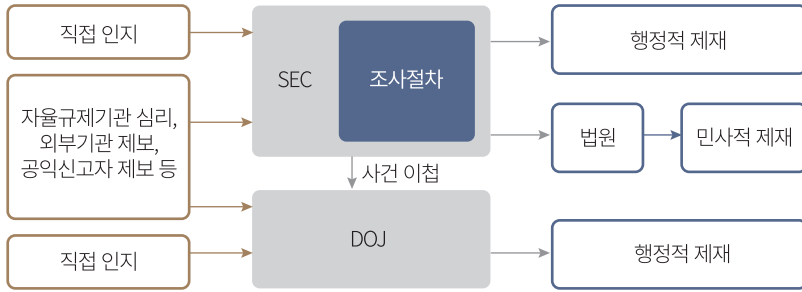 직접 인지
SEC
조사절차
행정적 제재
자율규제기관 심리,
외부기관 제보,
공익신고자 제보 등
법원
민사적 제재
사건 이첩
직접 인지
DOJ
행정적 제재